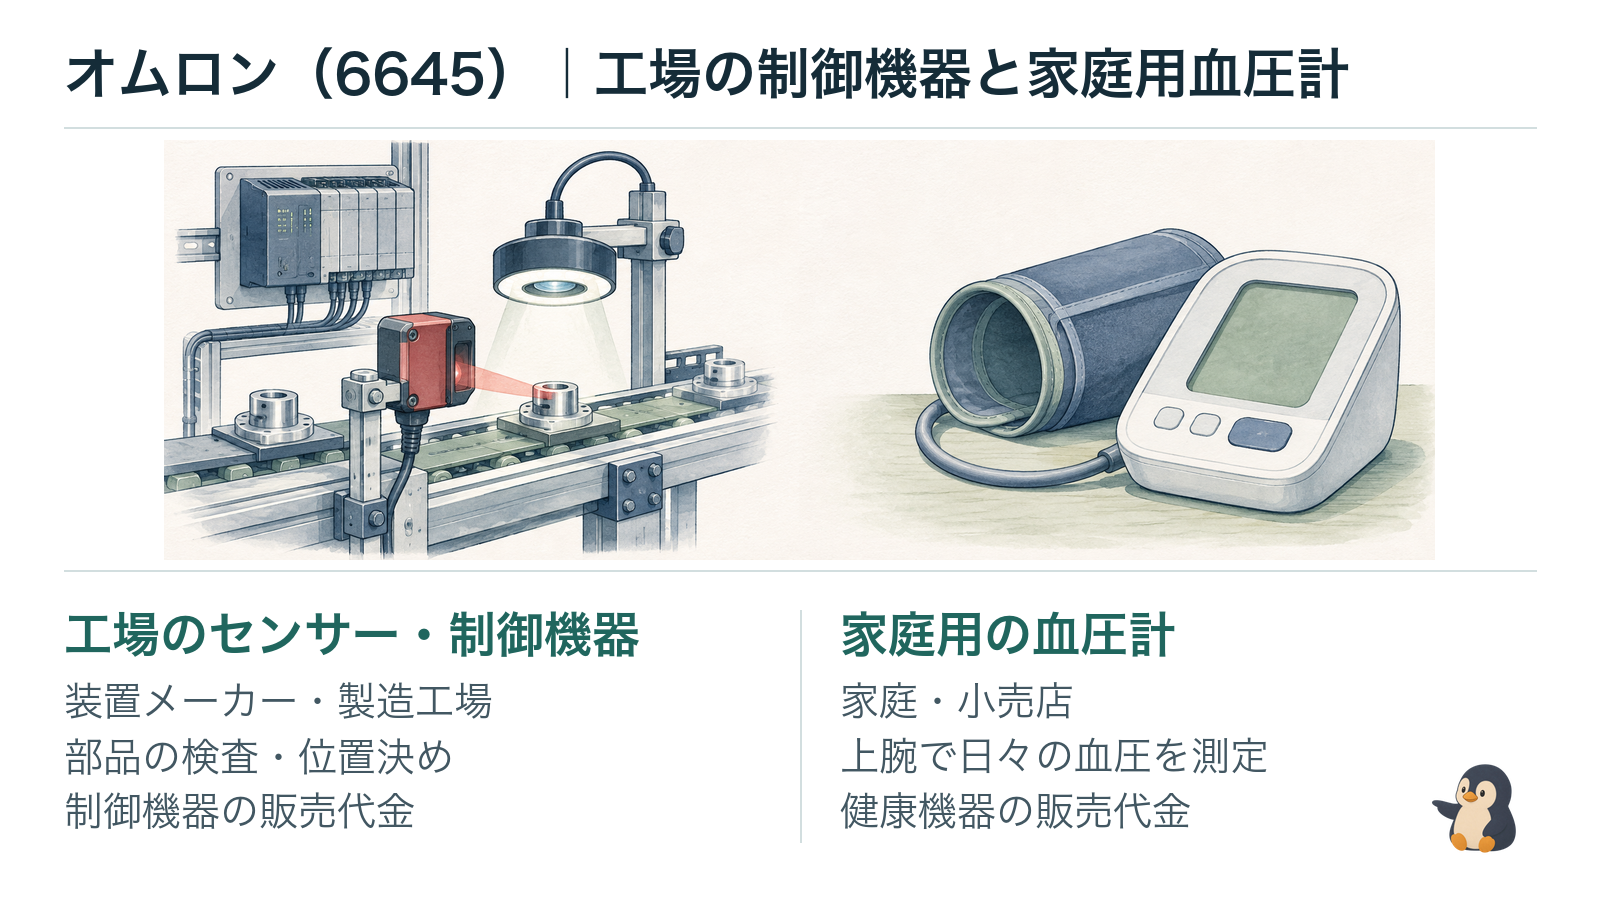 オムロン（6645）｜工場の制御機器と家庭用血圧計
工場のセンサー・制御機器
装置メーカー・製造工場
部品の検査・位置決め
制御機器の販売代金
家庭用の血圧計
家庭・小売店
上腕で日々の血圧を測定
健康機器の販売代金